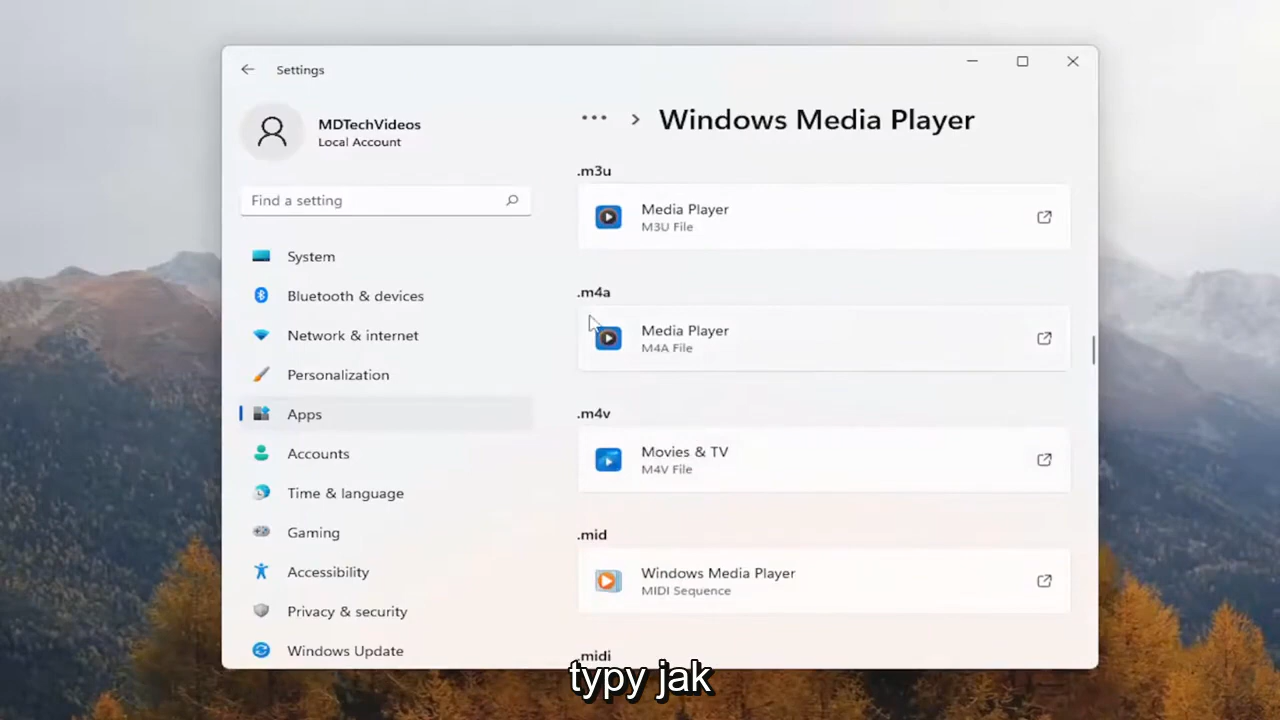 Settings
MDTechVideos
Local Account
Find a setting
System
Bluetooth & devices
Network & internet
Personalization
Apps
Accounts
Time & language
Gaming
Accessibility
Privacy & security
Windows Update
Windows Media Player
.m3u
Media Player
M3U File
.m4a
Media Player
M4A File
.m4v
Movies & TV
M4V File
.mid
Windows Media Player
MIDI Sequence
.midi
typy jak